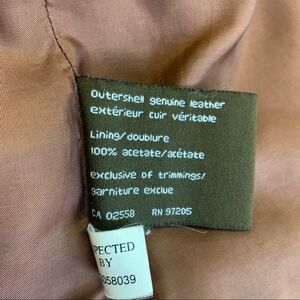 Outershell genuine leather
extérieur cuir véritable
Lining/doublure
100% acetate/acétate
exclusive of trimmings/
garniture exclue
CA 02558 RN 97205
PECTED
BY
058039